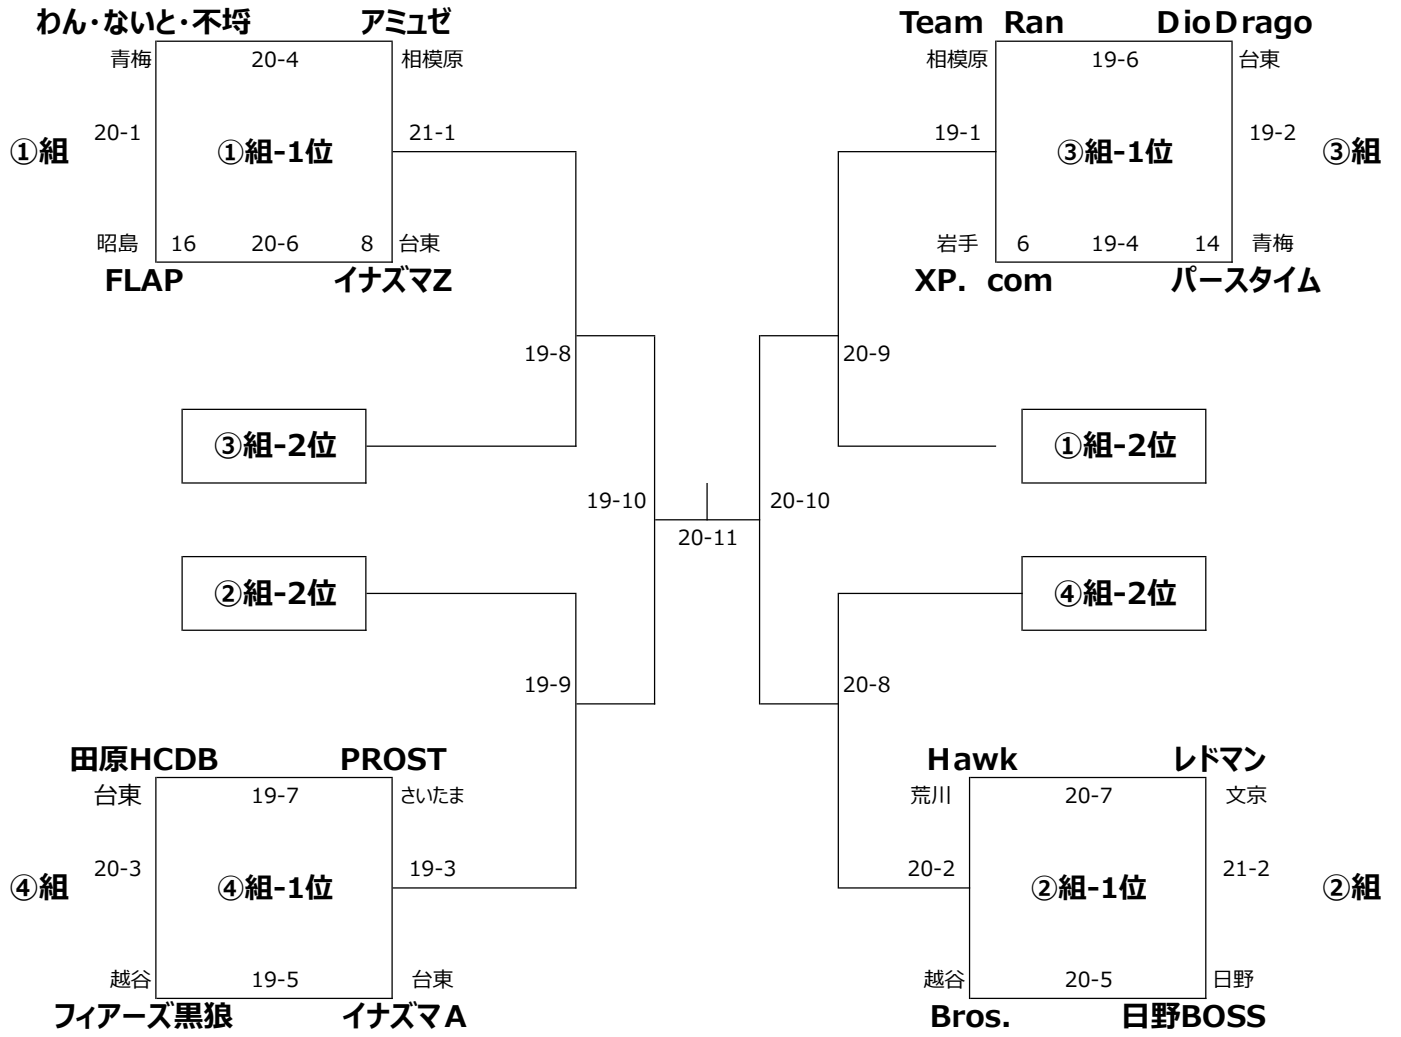 わん・ないと・不埒 アミュゼ Team Ran DioDrago
青梅 20-4 相模原 相模原 19-6 台東
①組 20-1 ①組-1位 21-1 19-1 ③組-1位 19-2 ③組
昭島 16 20-6 8 台東 岩手 6 19-4 14 青梅
FLAP イナズマZ XP. com パースタイム
19-8 20-9
③組-2位 ①組-2位
19-10 20-10
20-11
②組-2位 ④組-2位
19-9 20-8
田原HCDB PROST Hawk レドマン
台東 19-7 さいたま 荒川 20-7 文京
④組 20-3 ④組-1位 19-3 20-2 ②組-1位 21-2 ②組
越谷 19-5 台東 越谷 20-5 日野
フィアーズ黒狼 イナズマA Bros. 日野BOSS